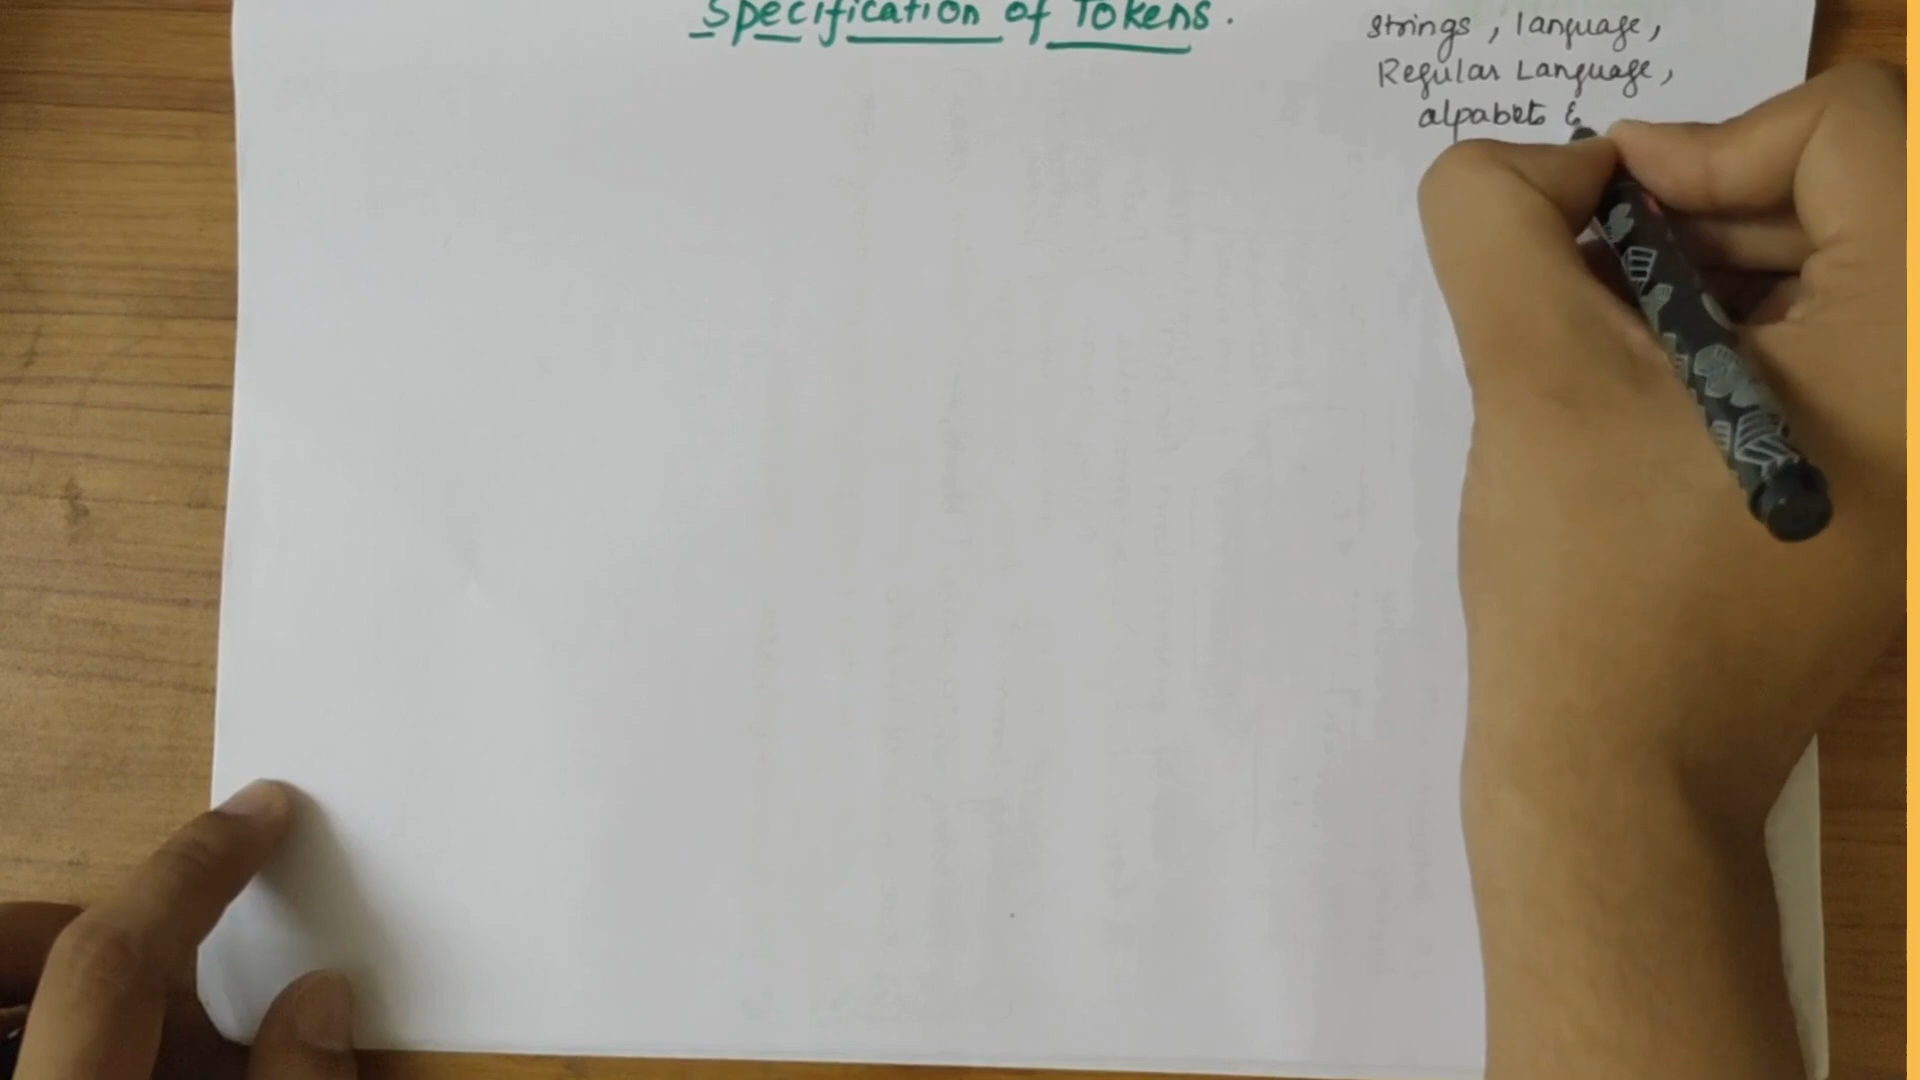 Specification of Tokens.
strings, language,
Regular Language,
alpabets &